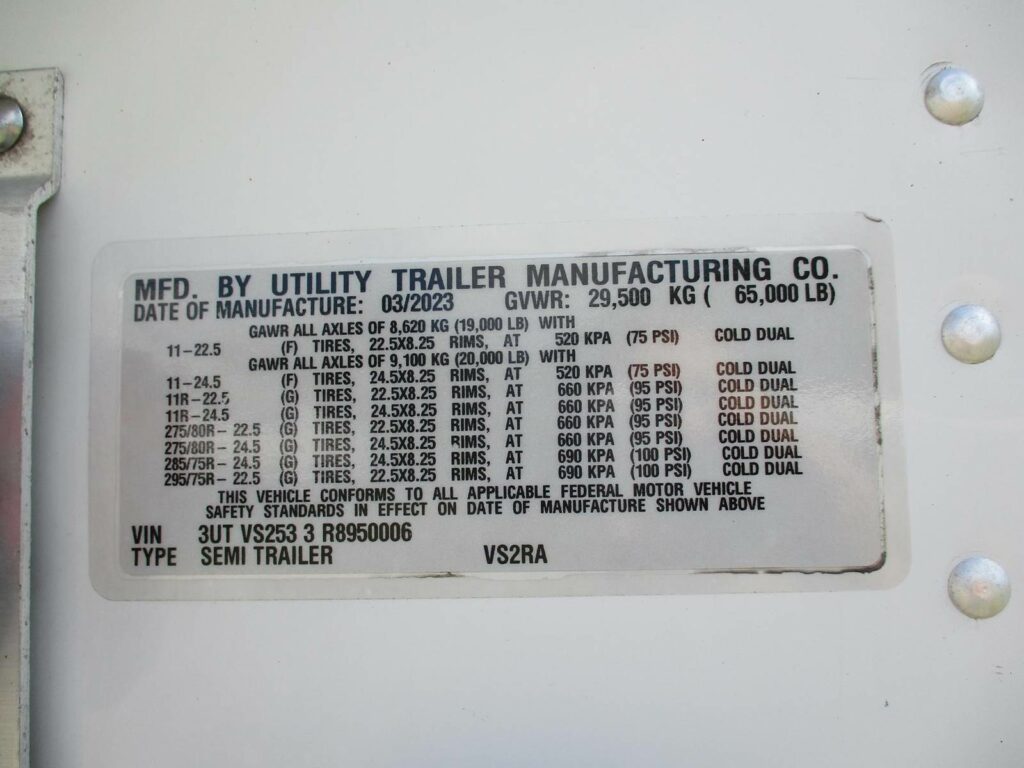 MFD. BY UTILITY TRAILER MANUFACTURING CO.
DATE OF MANUFACTURE: 03/2023 GVWR: 29,500 KG ( 65,000 LB)
GAWR ALL AXLES OF 8,620 KG (19,000 LB) WITH
11-22.5 (F) TIRES, 22.5X8.25 RIMS, AT 520 KPA (75 PSI) COLD DUAL
GAWR ALL AXLES OF 9,100 KG (20,000 LB) WITH
11-24.5 (F) TIRES, 24.5X8.25 RIMS, AT 520 KPA (75 PSI) COLD DUAL
11R-22.5 (G) TIRES, 22.5X8.25 RIMS, AT 660 KPA (95 PSI) COLD DUAL
11R-24.5 (G) TIRES, 24.5X8.25 RIMS, AT 660 KPA (95 PSI) COLD DUAL
275/80R- 22.5 (G) TIRES, 22.5X8.25 RIMS, AT 660 KPA (95 PSI) COLD DUAL
275/80R- 24.5 (G) TIRES, 24.5X8.25 RIMS, AT 660 KPA (95 PSI) COLD DUAL
285/75R- 24.5 (G) TIRES, 24.5X8.25 RIMS, AT 690 KPA (100 PSI) COLD DUAL
295/75R- 22.5 (G) TIRES, 22.5X8.25 RIMS, AT 690 KPA (100 PSI) COLD DUAL
THIS VEHICLE CONFORMS TO ALL APPLICABLE FEDERAL MOTOR VEHICLE
SAFETY STANDARDS IN EFFECT ON DATE OF MANUFACTURE SHOWN ABOVE
VIN 3UT VS253 3 R8950006
TYPE SEMI TRAILER VS2RA